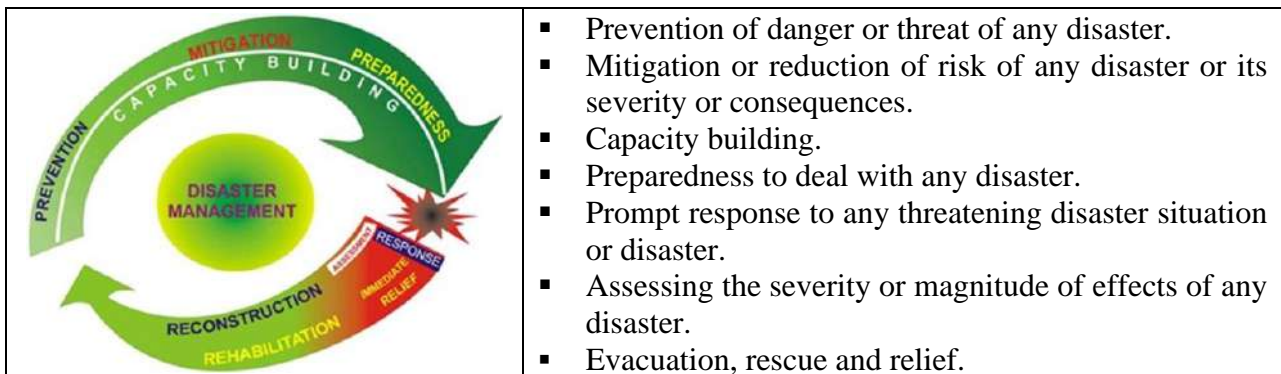 MITIGATION
CAPACITY BUILDING
PREPAREDNESS
PREVENTION
DISASTER
MANAGEMENT
ASSESSMENT
RESPONSE
IMMEDIATE
RELIEF
RECONSTRUCTION
REHABILITATION
▪ Prevention of danger or threat of any disaster.
▪ Mitigation or reduction of risk of any disaster or its
severity or consequences.
▪ Capacity building.
▪ Preparedness to deal with any disaster.
▪ Prompt response to any threatening disaster situation
or disaster.
▪ Assessing the severity or magnitude of effects of any
disaster.
▪ Evacuation, rescue and relief.